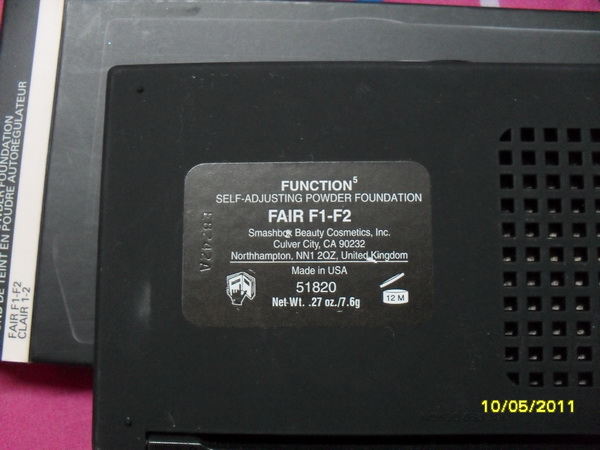 FUNCTION5
SELF-ADJUSTING POWDER FOUNDATION
FAIR F1-F2
Smashbox Beauty Cosmetics, Inc.
Culver City, CA 90232
Northhampton, NN1 2QZ, United Kingdom
Made in USA
51820
Net Wt. .27 oz./7.6g
12 M
FOUNDATION
DE TEINT EN POUDRE AUTORÉGULATEUR
FAIR F1-F2
CLAIR 1-2
10/05/2011